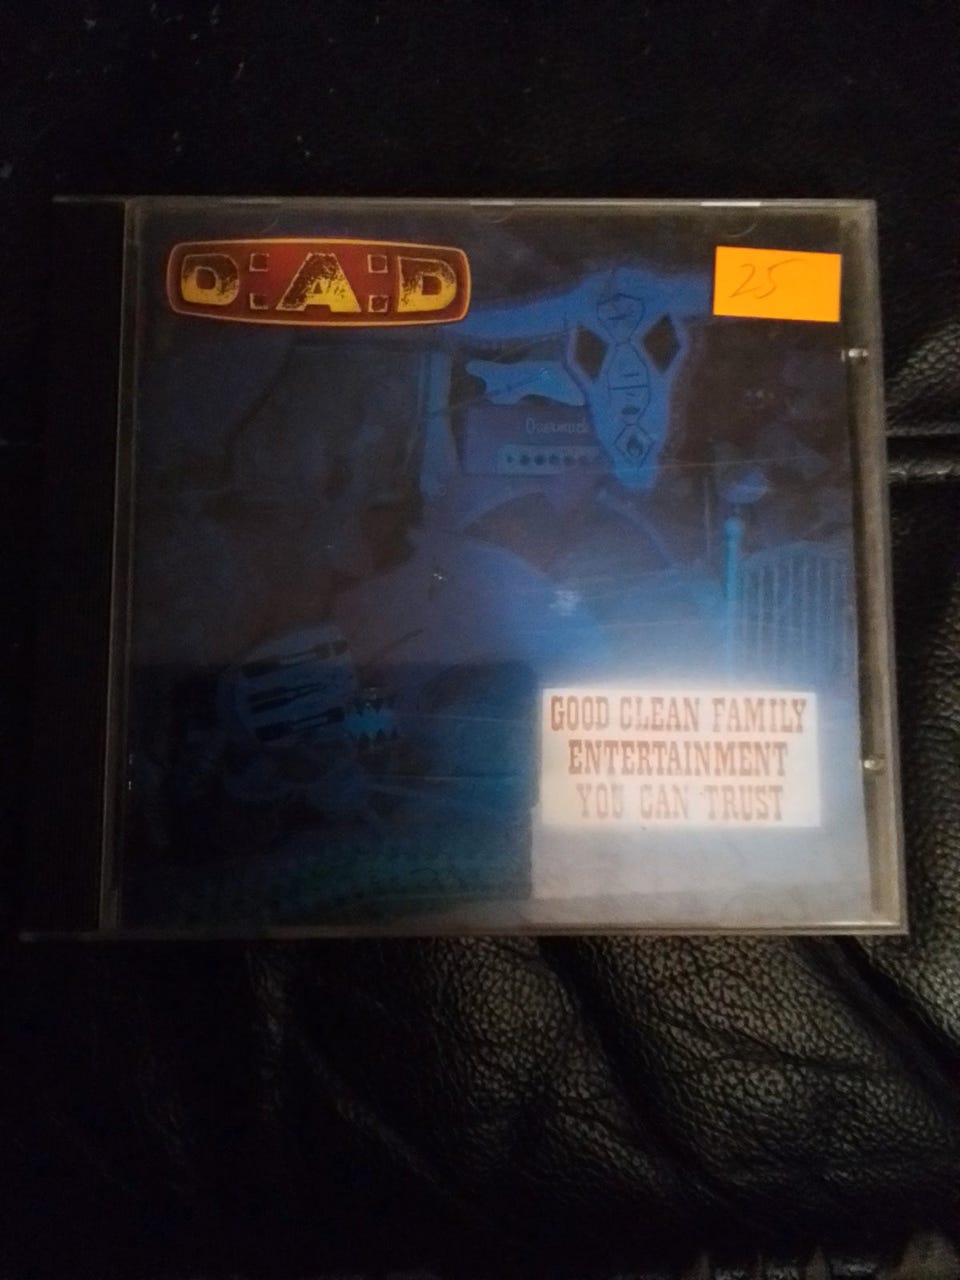 D:A:D
25
GOOD CLEAN FAMILY
ENTERTAINMENT
YOU CAN TRUST